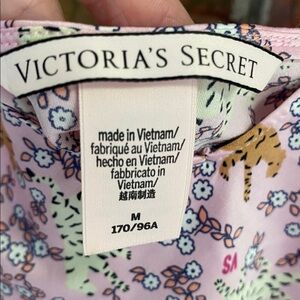 VICTORIA'S SECRET
made in Vietnam/
fabriqué au Vietnam/
hecho en Vietnam/
fabbricato in
Vietnam/
越南制造
M
170/96A
VS